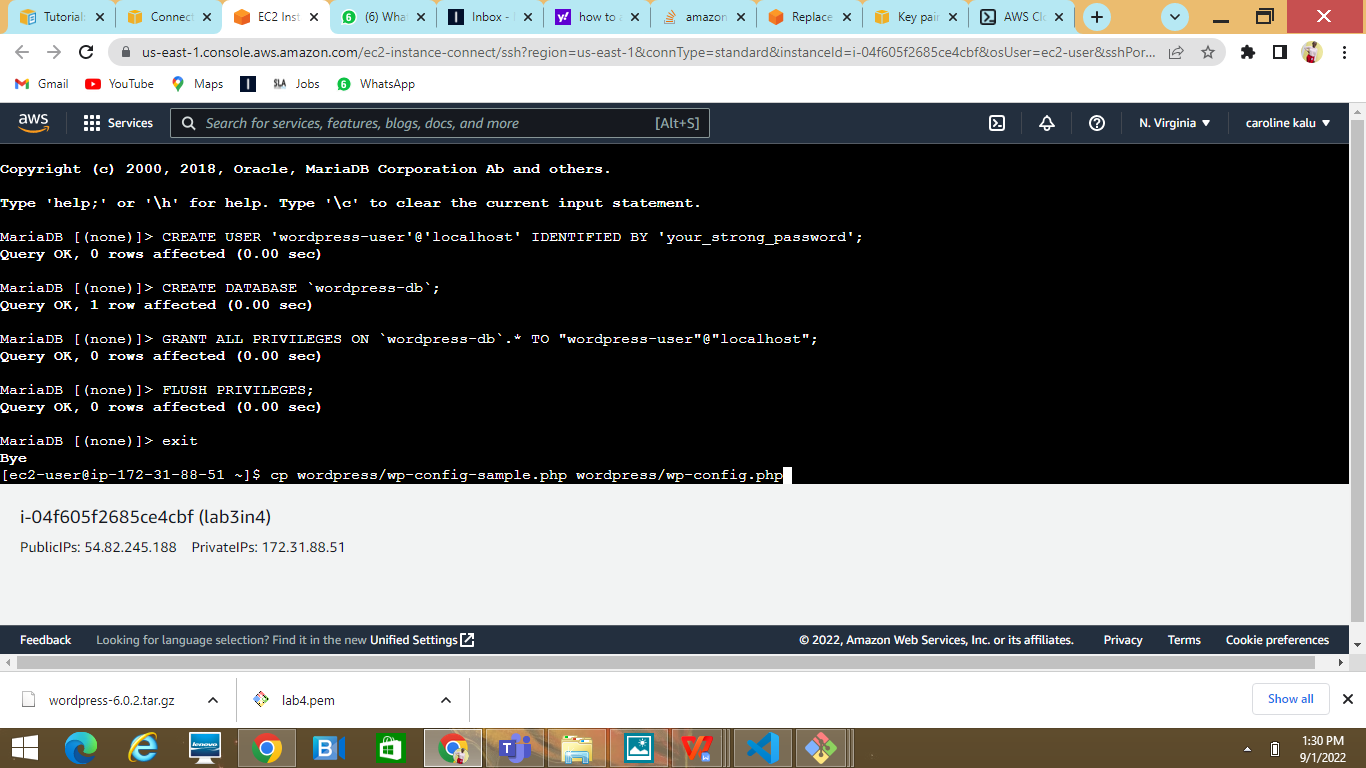 Tutorial:
Connect
EC2 Inst
(6) Wha
Inbox -
how to a
amazon
Replace
Key pair
AWS Clo
us-east-1.console.aws.amazon.com/ec2-instance-connect/ssh?region=us-east-1&connType=standard&instanceId=i-04f605f2685ce4cbf&osUser=ec2-user&sshPor...
Gmail
YouTube
Maps
SLA Jobs
6 WhatsApp
aws Services
Search for services, features, blogs, docs, and more [Alt+S]
N. Virginia
caroline kalu
Copyright (c) 2000, 2018, Oracle, MariaDB Corporation Ab and others.
Type 'help;' or '\h' for help. Type '\c' to clear the current input statement.
MariaDB [(none)]> CREATE USER 'wordpress-user'@'localhost' IDENTIFIED BY 'your_strong_password';
Query OK, 0 rows affected (0.00 sec)
MariaDB [(none)]> CREATE DATABASE `wordpress-db`;
Query OK, 1 row affected (0.00 sec)
MariaDB [(none)]> GRANT ALL PRIVILEGES ON `wordpress-db`.* TO "wordpress-user"@"localhost";
Query OK, 0 rows affected (0.00 sec)
MariaDB [(none)]> FLUSH PRIVILEGES;
Query OK, 0 rows affected (0.00 sec)
MariaDB [(none)]> exit
Bye
[ec2-user@ip-172-31-88-51 ~]$ cp wordpress/wp-config-sample.php wordpress/wp-config.php
i-04f605f2685ce4cbf (lab3in4)
PublicIPs: 54.82.245.188 PrivateIPs: 172.31.88.51
Feedback Looking for language selection? Find it in the new Unified Settings
© 2022, Amazon Web Services, Inc. or its affiliates. Privacy Terms Cookie preferences
wordpress-6.0.2.tar.gz
lab4.pem
Show all
lenovo
1:30 PM
9/1/2022